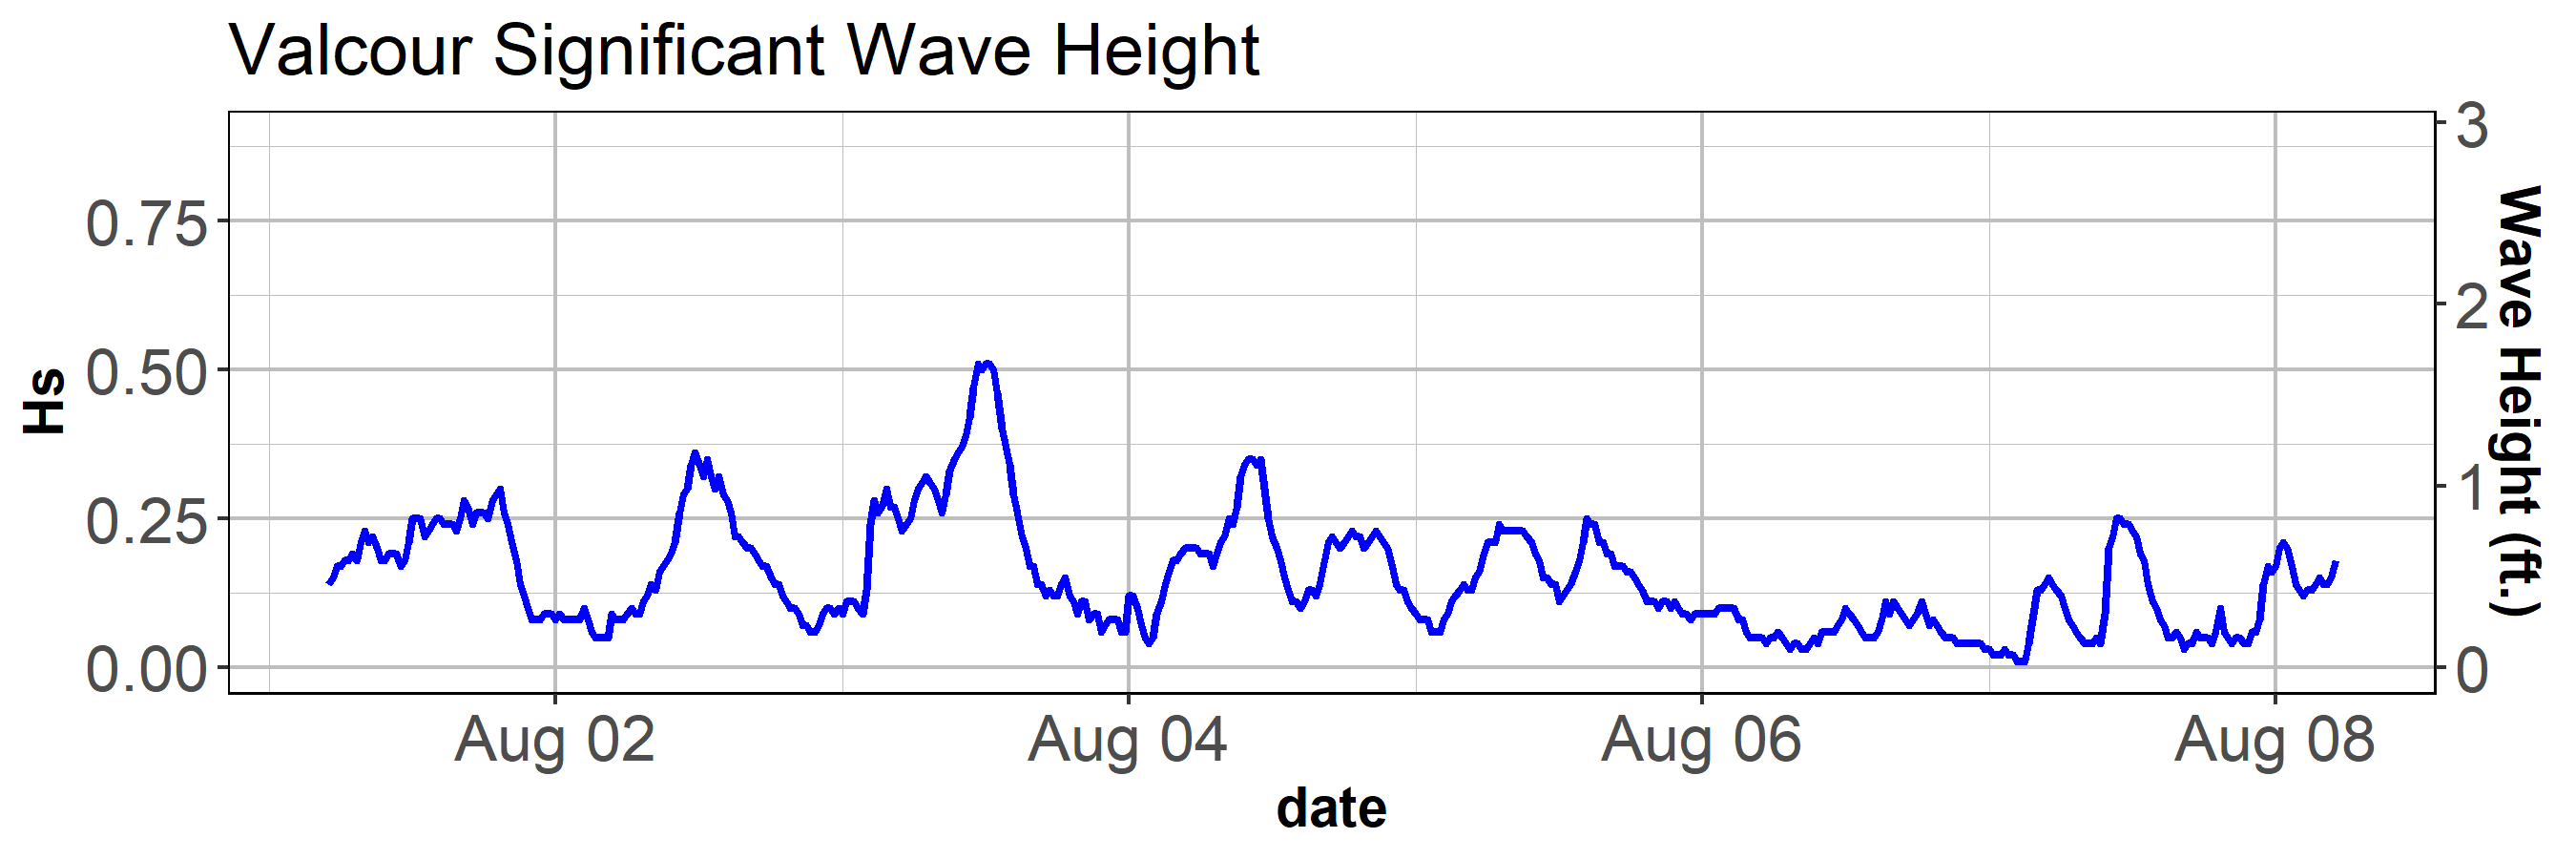 Valcour Significant Wave Height
Hs
0.75
0.50
0.25
0.00
3
2
1
0
Wave Height (ft.)
Aug 02
Aug 04
Aug 06
Aug 08
date